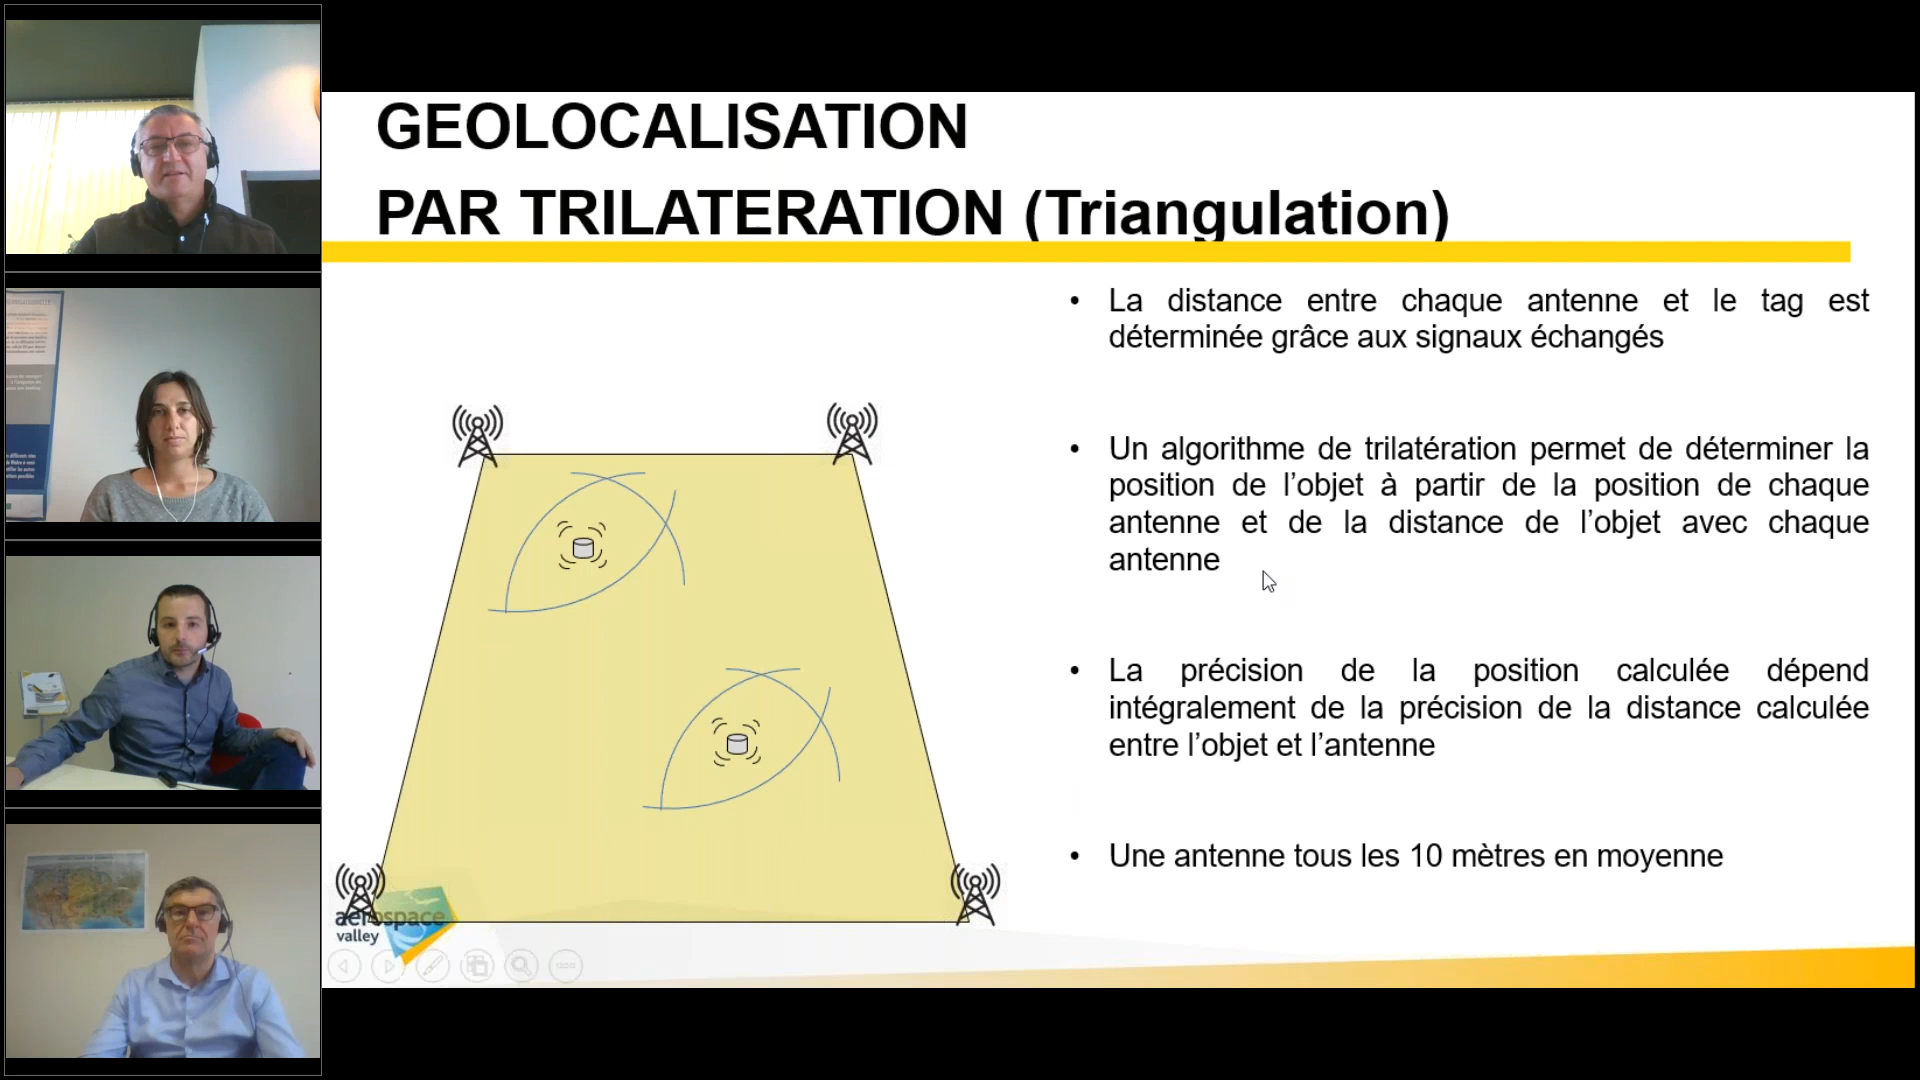 GEOLOCALISATION
PAR TRILATERATION (Triangulation)
• La distance entre chaque antenne et le tag est
déterminée grâce aux signaux échangés
• Un algorithme de trilatération permet de déterminer la
position de l’objet à partir de la position de chaque
antenne et de la distance de l’objet avec chaque
antenne
• La précision de la position calculée dépend
intégralement de la précision de la distance calculée
entre l’objet et l’antenne
• Une antenne tous les 10 mètres en moyenne
aerospace
valley